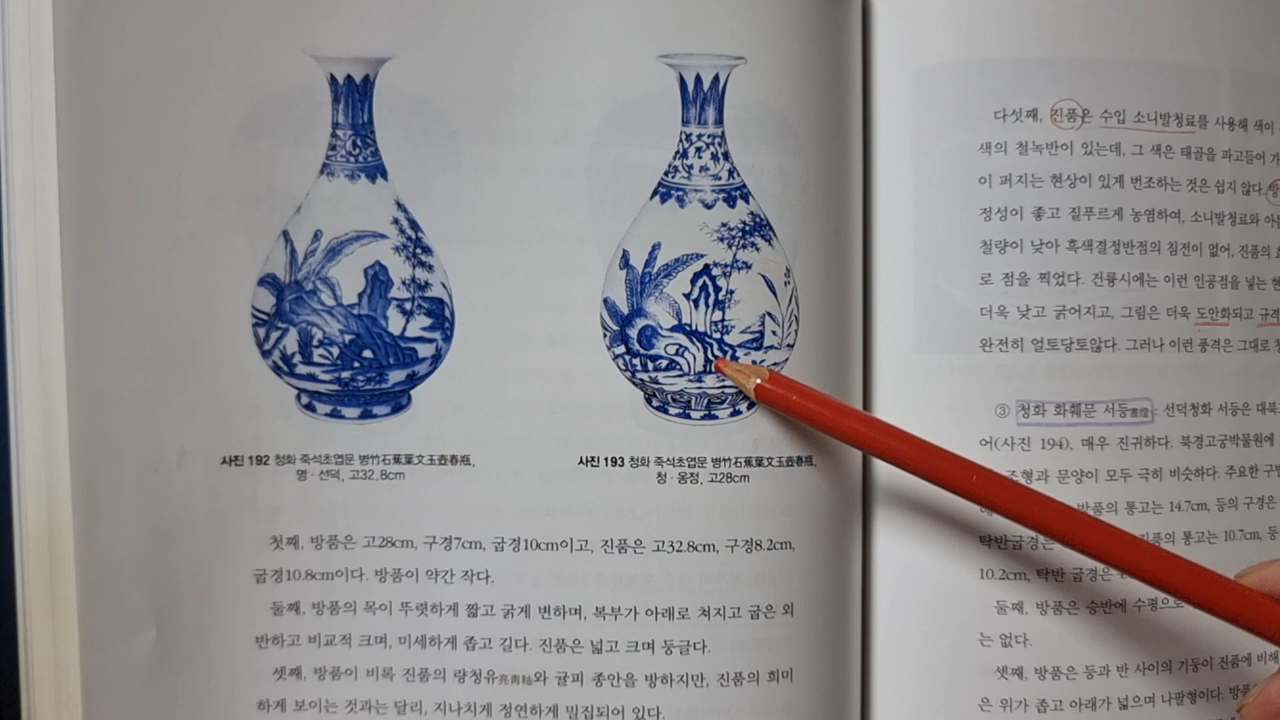 사진 192 청화 죽석초엽문 병竹石蕉葉文玉壺春瓶,
명·선덕, 고32.8cm
사진 193 청화 죽석초엽문 병竹石蕉葉文玉壺春瓶,
청·옹정, 고28cm
첫째, 방품은 고28cm, 구경7cm, 굽경10cm이고, 진품은 고32.8cm, 구경8.2cm,
굽경10.8cm이다. 방품이 약간 작다.
둘째, 방품의 목이 뚜렷하게 짧고 굵게 변하며, 복부가 아래로 쳐지고 굽은 외
반하고 비교적 크며, 미세하게 좁고 길다. 진품은 넓고 크며 둥글다.
셋째, 방품이 비록 진품의 량청유亮靑釉와 귤피 종안을 방하지만, 진품의 희미
하게 보이는 것과는 달리, 지나치게 정연하게 밀집되어 있다.
다섯째, 진품은 수입 소니발청료를 사용해 색이
색의 철녹반이 있는데, 그 색은 태골을 파고들어
이 퍼지는 현상이 있게 번조하는 것은 쉽지 않다.
정성이 좋고 질푸르게 농염하여, 소니발청료와
철량이 낮아 흑색결정반점의 침전이 없어, 진품의
로 점을 찍었다. 건륭시에는 이런 인공점을 넣는
더욱 낮고 굵어지고, 그림은 더욱 도안화되고 규격
완전히 얼토당토않다. 그러나 이런 풍격은 그대로
③ 청화 화훼문 서등書燈: 선덕청화 서등은 대북
어(사진 194), 매우 진귀하다. 북경고궁박물원에
조형과 문양이 모두 극히 비슷하다. 주요한
방품의 통고는 14.7cm, 등의 구경은
탁반굽경은 진품의 통고는 10.7cm, 등
10.2cm, 탁반 굽경은
둘째, 방품은 승반에 수평으로
는 없다.
셋째, 방품은 등과 반 사이의 기둥이 진품에 비해
은 위가 좁고 아래가 넓으며 나팔형이다.